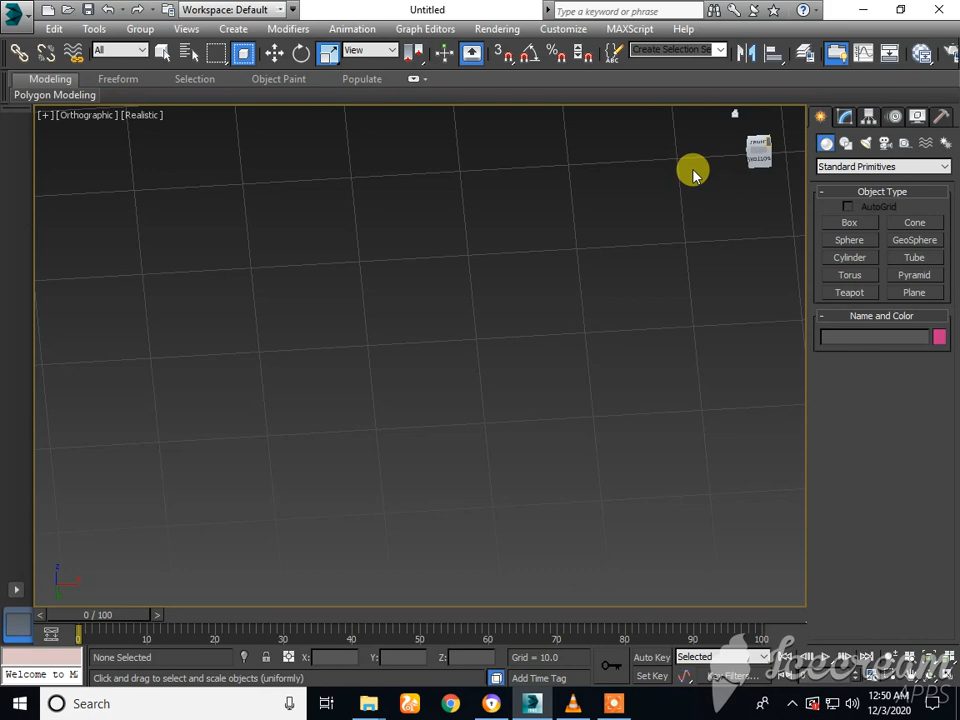 Workspace: Default
Untitled
Type a keyword or phrase
Edit Tools Group Views Create Modifiers Animation Graph Editors Rendering Customize MAXScript Help
All
View
Create Selection Se
Modeling Freeform Selection Object Paint Populate
Polygon Modeling
[+] [Orthographic] [Realistic]
Standard Primitives
Object Type
AutoGrid
Box Cone
Sphere GeoSphere
Cylinder Tube
Torus Pyramid
Teapot Plane
Name and Color
z
0 / 100
0 10 20 30 40 50 60 70 80 90 100
None Selected X: Y: Z: Grid = 10.0 Auto Key Selected
Welcome to M Click and drag to select and scale objects (uniformly) Add Time Tag Set Key Key Filters...
APPS
Search
12:50 AM
12/3/2020